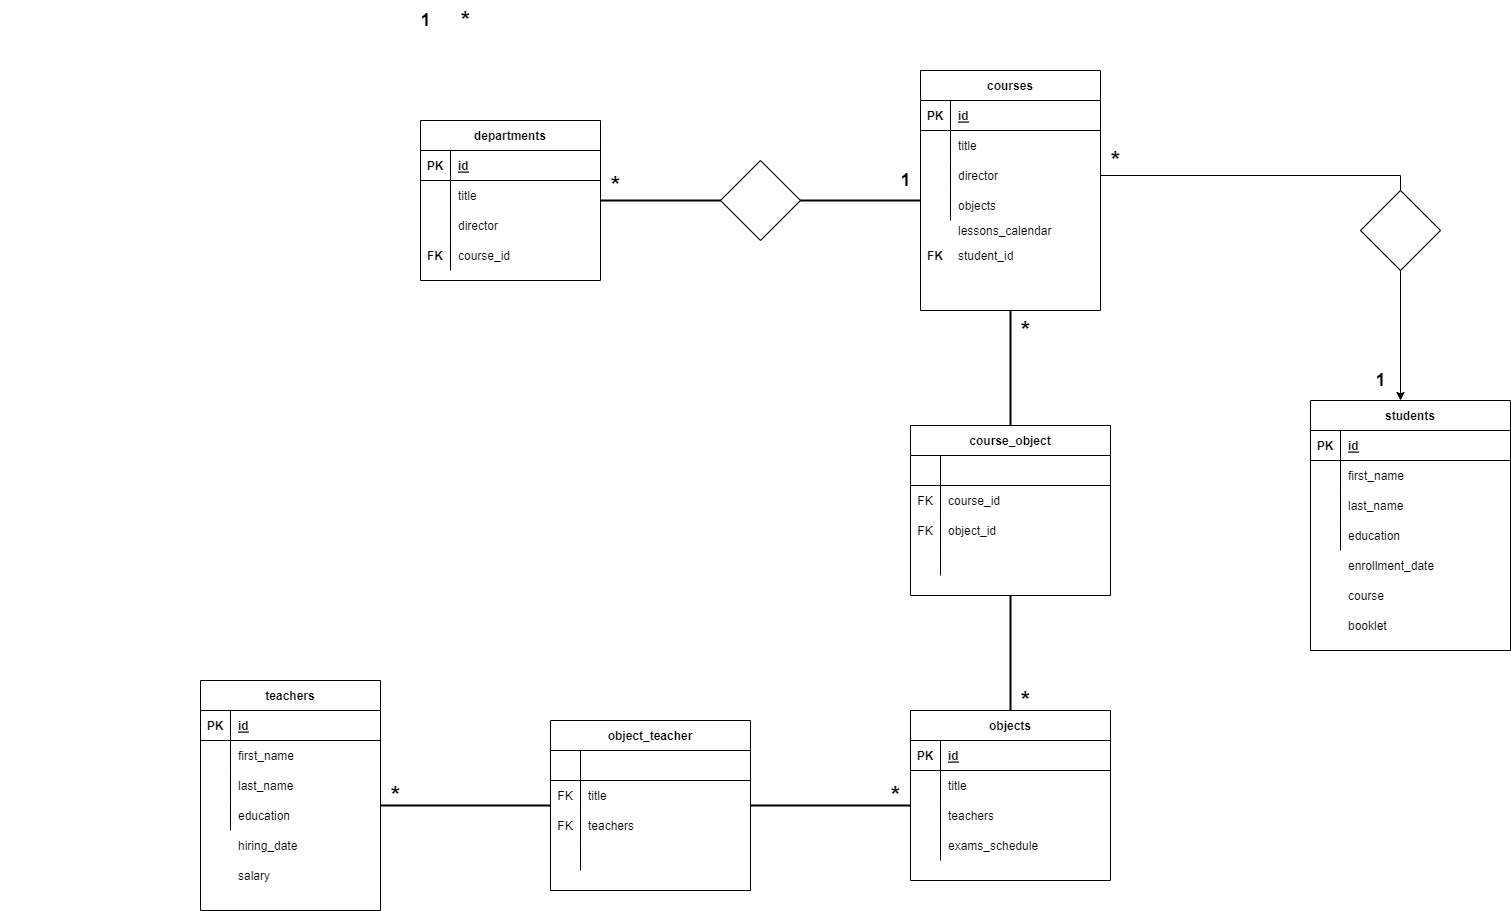 1 *
courses
PK id
title
director
objects
lessons_calendar
FK student_id
departments
PK id
title
director
FK course_id
*
1
*
*
1
students
PK id
first_name
last_name
education
enrollment_date
course
booklet
course_object
FK course_id
FK object_id
*
teachers
PK id
first_name
last_name
education
hiring_date
salary
*
object_teacher
FK title
FK teachers
*
objects
PK id
title
teachers
exams_schedule